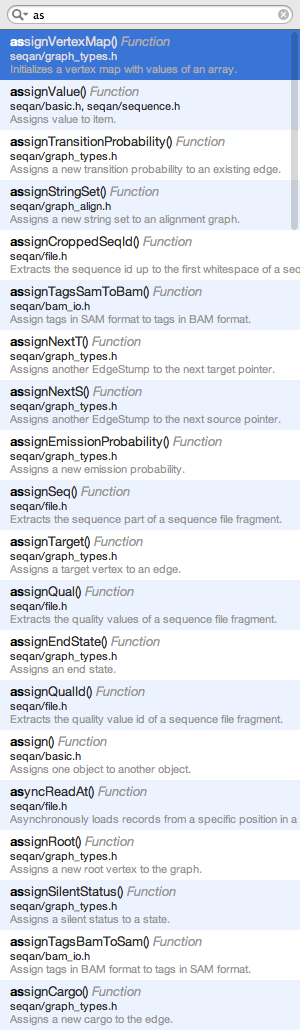 as
assignVertexMap() Function
seqan/graph_types.h
Initializes a vertex map with values of an array.
assignValue() Function
seqan/basic.h, seqan/sequence.h
Assigns value to item.
assignTransitionProbability() Function
seqan/graph_types.h
Assigns a new transition probability to an existing edge.
assignStringSet() Function
seqan/graph_align.h
Assigns a new string set to an alignment graph.
assignCroppedSeqId() Function
seqan/file.h
Extracts the sequence id up to the first whitespace of a seq
assignTagsSamToBam() Function
seqan/bam_io.h
Assign tags in SAM format to tags in BAM format.
assignNextT() Function
seqan/graph_types.h
Assigns another EdgeStump to the next target pointer.
assignNextS() Function
seqan/graph_types.h
Assigns another EdgeStump to the next source pointer.
assignEmissionProbability() Function
seqan/graph_types.h
Assigns a new emission probability.
assignSeq() Function
seqan/file.h
Extracts the sequence part of a sequence file fragment.
assignTarget() Function
seqan/graph_types.h
Assigns a target vertex to an edge.
assignQual() Function
seqan/file.h
Extracts the quality values of a sequence file fragment.
assignEndState() Function
seqan/graph_types.h
Assigns an end state.
assignQualId() Function
seqan/file.h
Extracts the quality value id of a sequence file fragment.
assign() Function
seqan/basic.h
Assigns one object to another object.
asyncReadAt() Function
seqan/file.h
Asynchronously loads records from a specific position in a
assignRoot() Function
seqan/graph_types.h
Assigns a new root vertex to the graph.
assignSilentStatus() Function
seqan/graph_types.h
Assigns a silent status to a state.
assignTagsBamToSam() Function
seqan/bam_io.h
Assign tags in BAM format to tags in SAM format.
assignCargo() Function
seqan/graph_types.h
Assigns a new cargo to the edge.